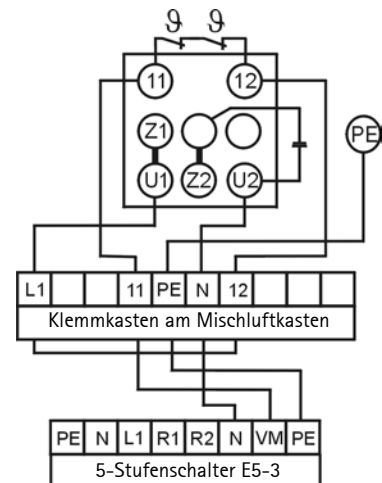 ϑ ϑ
11 12
Z1
PE
U1 Z2 U2
L1 11 PE N 12
Klemmkasten am Mischluftkasten
PE N L1 R1 R2 N VM PE
5-Stufenschalter E5-3